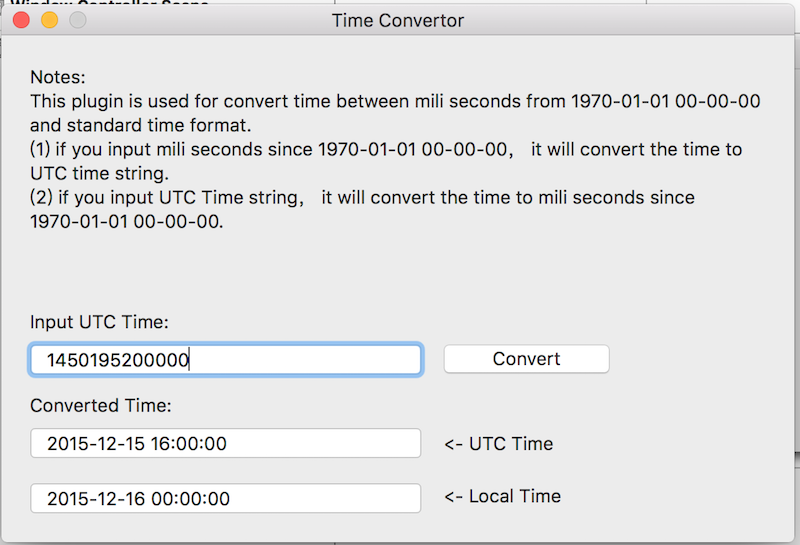 Window Controller Scene
Time Convertor
Notes:
This plugin is used for convert time between mili seconds from 1970-01-01 00-00-00
and standard time format.
(1) if you input mili seconds since 1970-01-01 00-00-00， it will convert the time to
UTC time string.
(2) if you input UTC Time string， it will convert the time to mili seconds since
1970-01-01 00-00-00.
Input UTC Time:
1450195200000
Convert
Converted Time:
2015-12-15 16:00:00
<- UTC Time
2015-12-16 00:00:00
<- Local Time